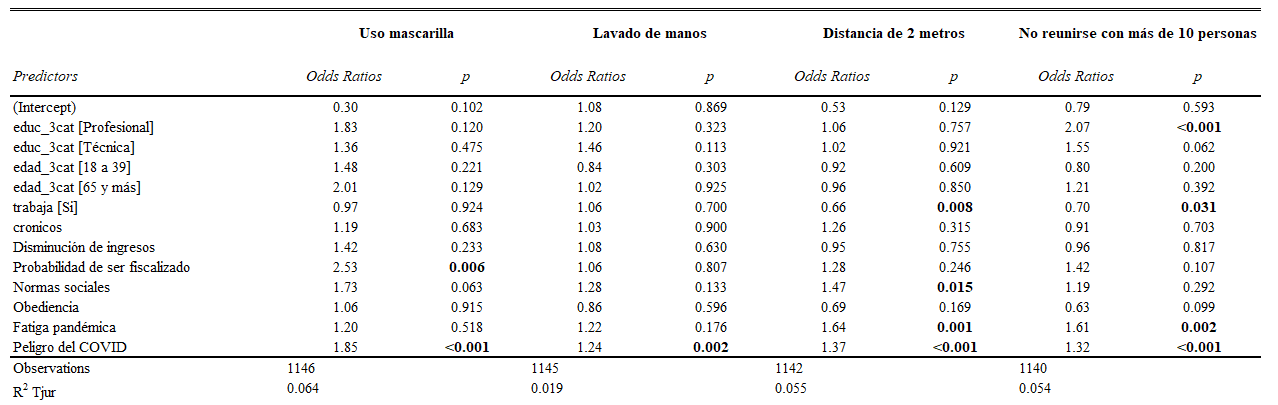 Uso mascarilla Lavado de manos Distancia de 2 metros No reunirse con más de 10 personas
Predictors Odds Ratios p Odds Ratios p Odds Ratios p Odds Ratios p
(Intercept) 0.30 0.102 1.08 0.869 0.53 0.129 0.79 0.593
educ_3cat [Profesional] 1.83 0.120 1.20 0.323 1.06 0.757 2.07 <0.001
educ_3cat [Técnica] 1.36 0.475 1.46 0.113 1.02 0.921 1.55 0.062
edad_3cat [18 a 39] 1.48 0.221 0.84 0.303 0.92 0.609 0.80 0.200
edad_3cat [65 y más] 2.01 0.129 1.02 0.925 0.96 0.850 1.21 0.392
trabaja [Si] 0.97 0.924 1.06 0.700 0.66 0.008 0.70 0.031
cronicos 1.19 0.683 1.03 0.900 1.26 0.315 0.91 0.703
Disminución de ingresos 1.42 0.233 1.08 0.630 0.95 0.755 0.96 0.817
Probabilidad de ser fiscalizado 2.53 0.006 1.06 0.807 1.28 0.246 1.42 0.107
Normas sociales 1.73 0.063 1.28 0.133 1.47 0.015 1.19 0.292
Obediencia 1.06 0.915 0.86 0.596 0.69 0.169 0.63 0.099
Fatiga pandémica 1.20 0.518 1.22 0.176 1.64 0.001 1.61 0.002
Peligro del COVID 1.85 <0.001 1.24 0.002 1.37 <0.001 1.32 <0.001
Observations 1146 1145 1142 1140
R² Tjur 0.064 0.019 0.055 0.054